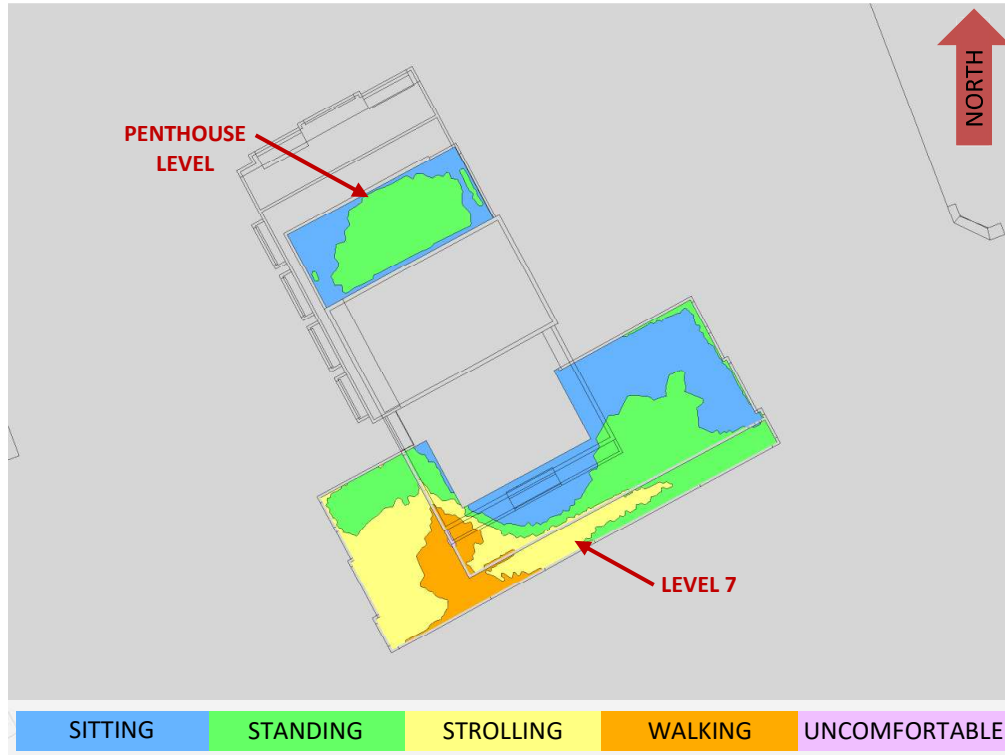 NORTH
PENTHOUSE
LEVEL
LEVEL 7
SITTING STANDING STROLLING WALKING UNCOMFORTABLE